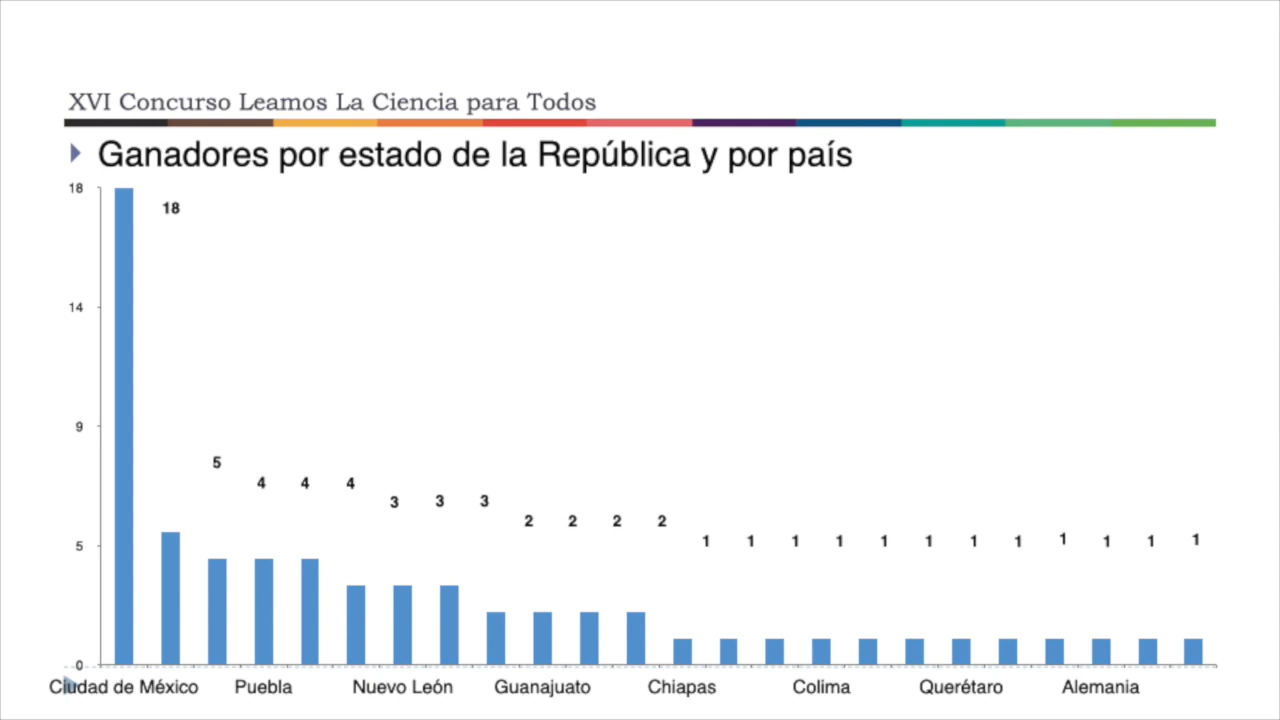 XVI Concurso Leamos La Ciencia para Todos
Ganadores por estado de la República y por país
18
18
14
9
5
4 4 4
3 3 3
2 2 2 2
1 1 1 1 1 1 1 1 1 1 1 1
5
0
Ciudad de México Puebla Nuevo León Guanajuato Chiapas Colima Querétaro Alemania